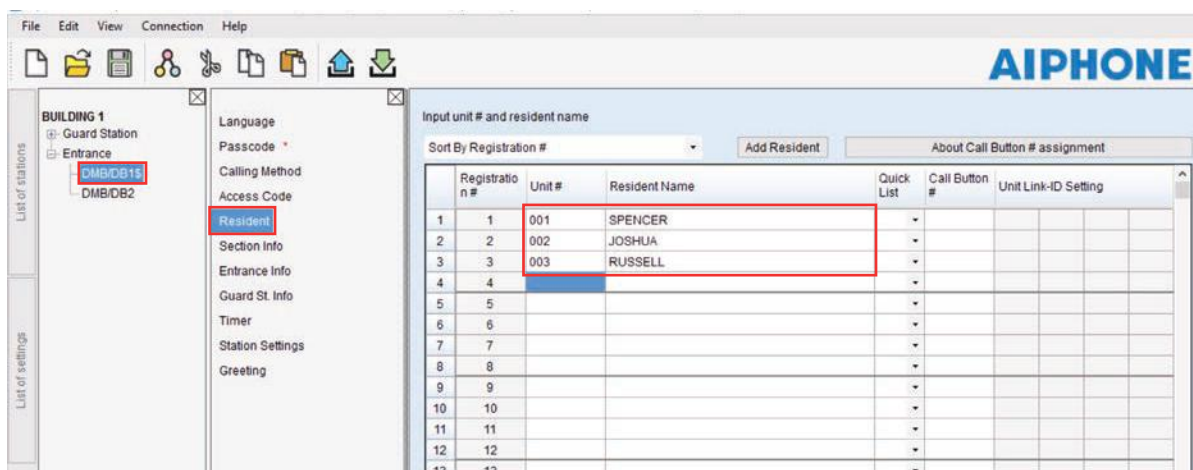 File Edit View Connection Help
AIPHONE
List of stations
List of settings
BUILDING 1
Guard Station
Entrance
DMB/DB1$
DMB/DB2
Language
Passcode *
Calling Method
Access Code
Resident
Section Info
Entrance Info
Guard St. Info
Timer
Station Settings
Greeting
Input unit # and resident name
Sort By Registration # Add Resident About Call Button # assignment
Registratio n # Unit # Resident Name Quick List Call Button # Unit Link-ID Setting
1 1 001 SPENCER
2 2 002 JOSHUA
3 3 003 RUSSELL
4 4
5 5
6 6
7 7
8 8
9 9
10 10
11 11
12 12
13 13